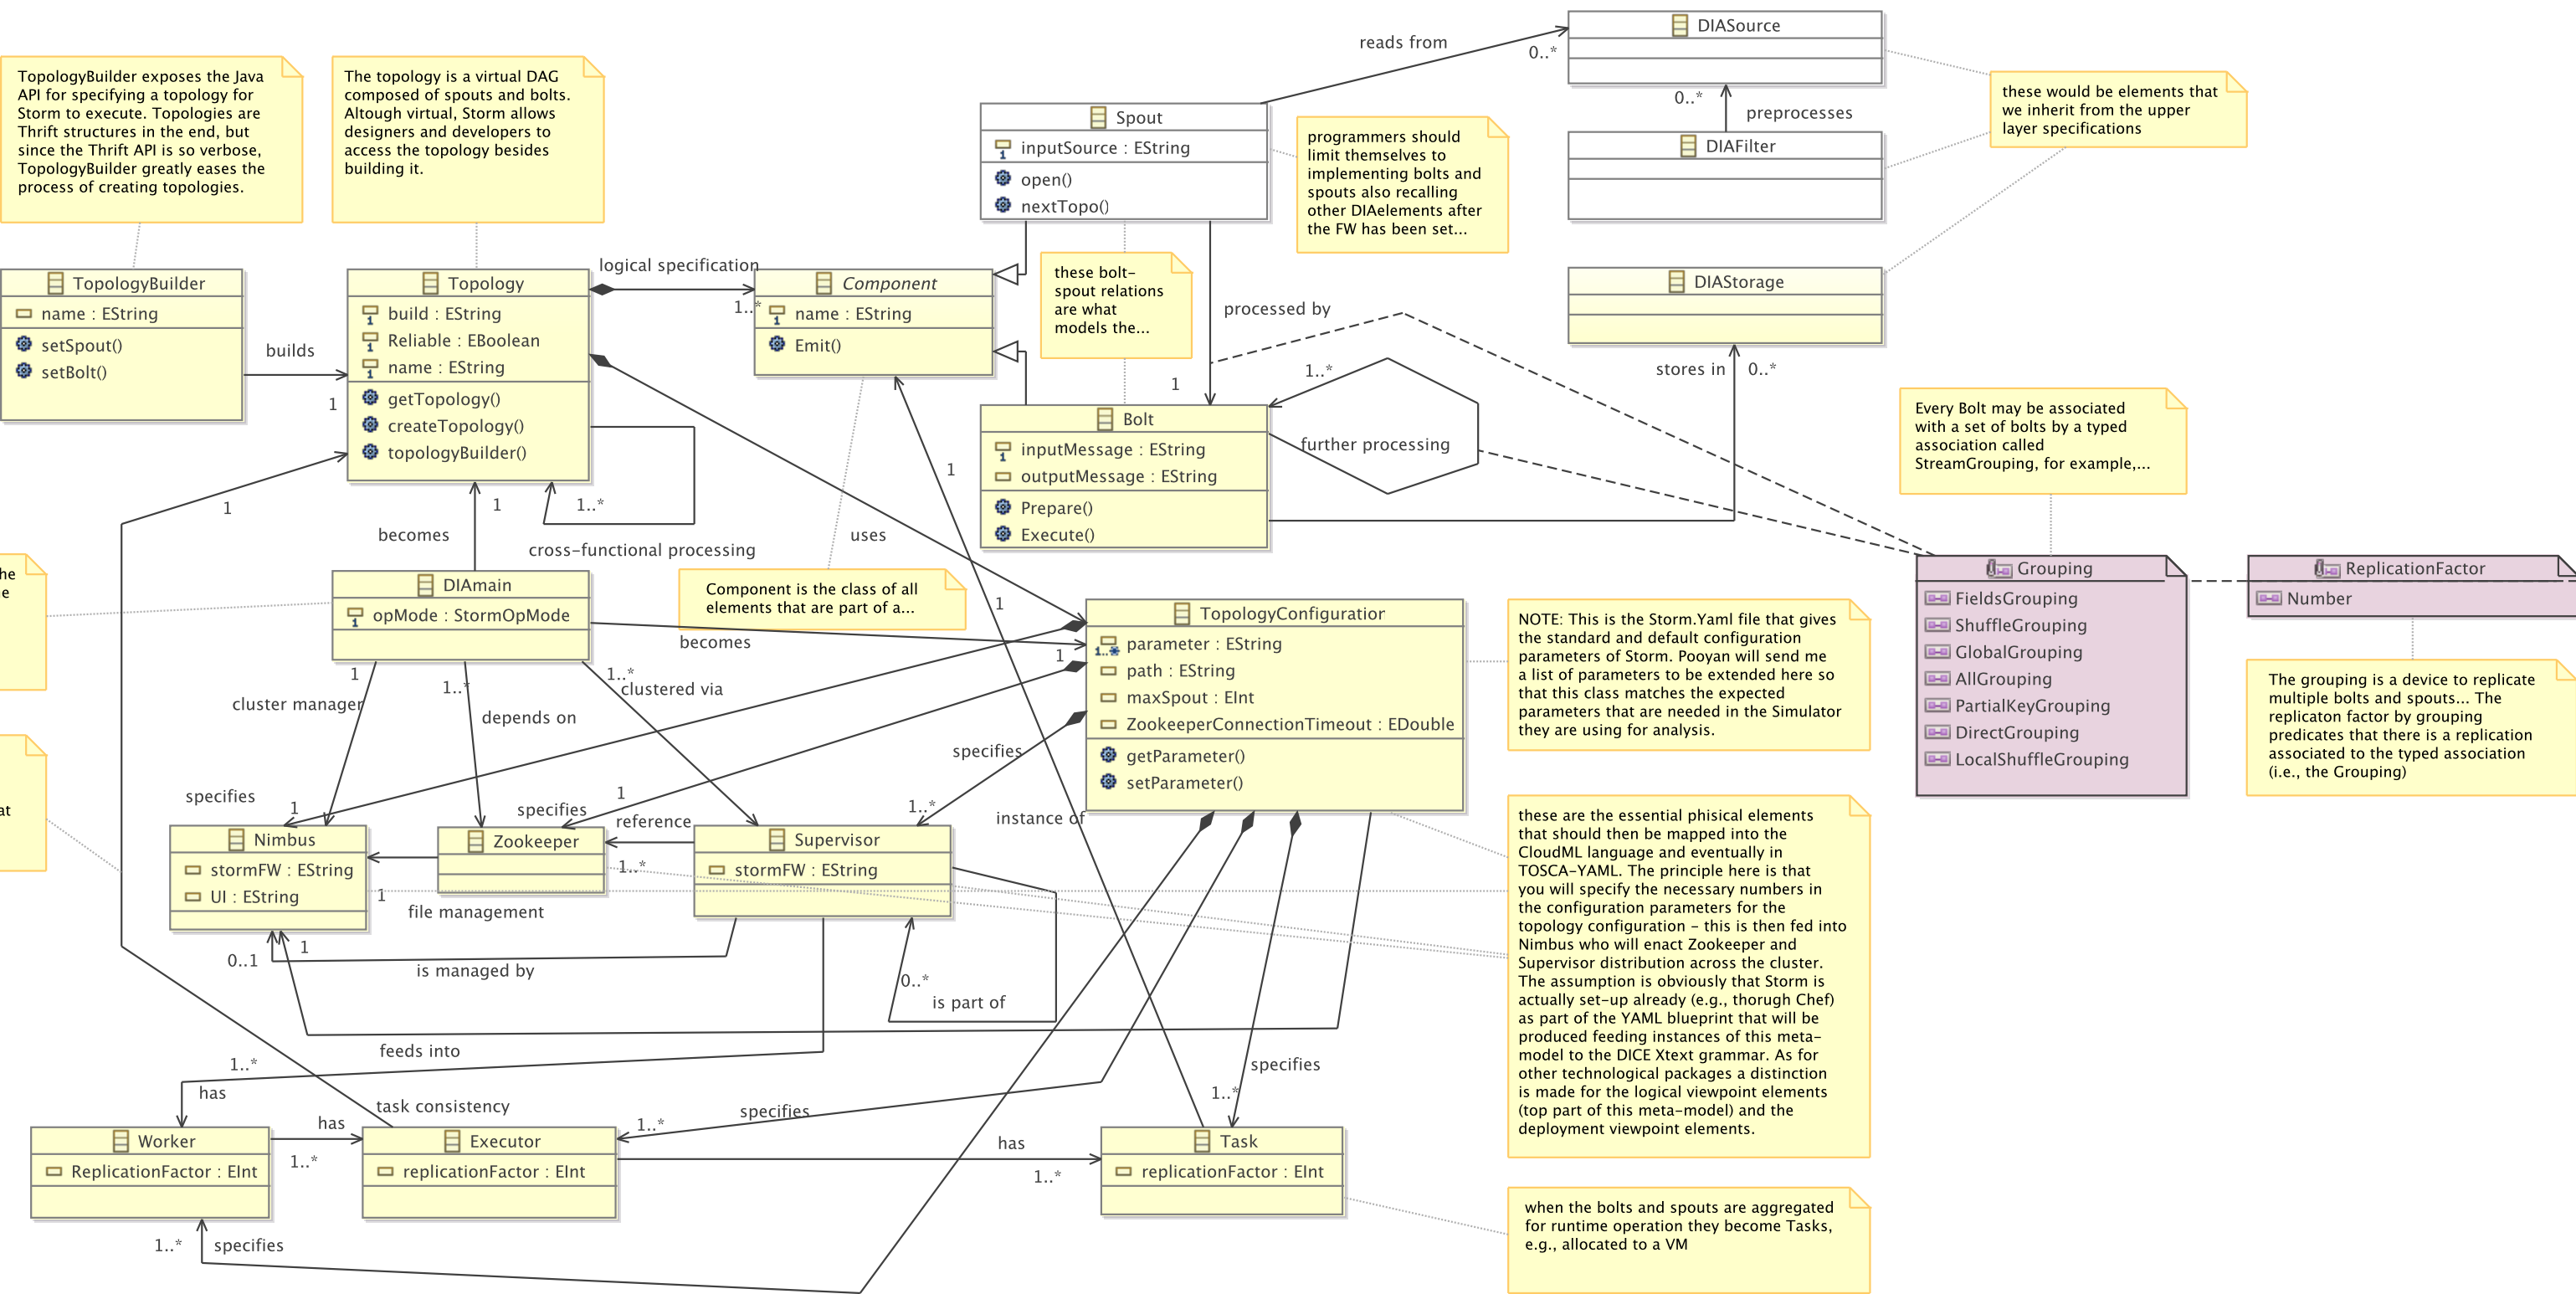 DIASource
reads from
0..*
TopologyBuilder exposes the Java
API for specifying a topology for
Storm to execute. Topologies are
Thrift structures in the end, but
since the Thrift API is so verbose,
TopologyBuilder greatly eases the
process of creating topologies.
The topology is a virtual DAG
composed of spouts and bolts.
Altough virtual, Storm allows
designers and developers to
access the topology besides
building it.
these would be elements that
we inherit from the upper
layer specifications
0..*
preprocesses
Spout
inputSource : EString
open()
nextTopo()
programmers should
limit themselves to
implementing bolts and
spouts also recalling
other DIAelements after
the FW has been set...
DIAFilter
TopologyBuilder
name : EString
setSpout()
setBolt()
builds
1
Topology
build : EString
Reliable : EBoolean
name : EString
getTopology()
createTopology()
topologyBuilder()
logical specification
1..*
Component
name : EString
Emit()
these bolt-
spout relations
are what
models the...
processed by
1
DIAStorage
stores in
0..*
1..*
further processing
Bolt
inputMessage : EString
outputMessage : EString
Prepare()
Execute()
Every Bolt may be associated
with a set of bolts by a typed
association called
StreamGrouping, for example,...
1
1
1..*
1
becomes
cross-functional processing
uses
he
e
DIAmain
opMode : StormOpMode
Component is the class of all
elements that are part of a...
1
becomes
1
TopologyConfiguration
parameter : EString
1..*
path : EString
maxSpout : EInt
ZookeeperConnectionTimeout : EDouble
getParameter()
setParameter()
NOTE: This is the Storm.Yaml file that gives
the standard and default configuration
parameters of Storm. Pooyan will send me
a list of parameters to be extended here so
that this class matches the expected
parameters that are needed in the Simulator
they are using for analysis.
Grouping
FieldsGrouping
ShuffleGrouping
GlobalGrouping
AllGrouping
PartialKeyGrouping
DirectGrouping
LocalShuffleGrouping
ReplicationFactor
Number
The grouping is a device to replicate
multiple bolts and spouts... The
replicaton factor by grouping
predicates that there is a replication
associated to the typed association
(i.e., the Grouping)
1
1..*
1..*
clustered via
cluster manager
depends on
specifies
at
specifies
1
specifies
1
1..*
reference
instance of
Nimbus
stormFW : EString
UI : EString
Zookeeper
Supervisor
stormFW : EString
1..*
1
file management
0..1
1
is managed by
0..*
is part of
these are the essential phisical elements
that should then be mapped into the
CloudML language and eventually in
TOSCA-YAML. The principle here is that
you will specify the necessary numbers in
the configuration parameters for the
topology configuration - this is then fed into
Nimbus who will enact Zookeeper and
Supervisor distribution across the cluster.
The assumption is obviously that Storm is
actually set-up already (e.g., thorugh Chef)
as part of the YAML blueprint that will be
produced feeding instances of this meta-
model to the DICE Xtext grammar. As for
other technological packages a distinction
is made for the logical viewpoint elements
(top part of this meta-model) and the
deployment viewpoint elements.
feeds into
1..*
has
specifies
1..*
task consistency
specifies
1..*
has
1..*
has
1..*
Worker
ReplicationFactor : EInt
Executor
replicationFactor : EInt
Task
replicationFactor : EInt
1..*
specifies
when the bolts and spouts are aggregated
for runtime operation they become Tasks,
e.g., allocated to a VM